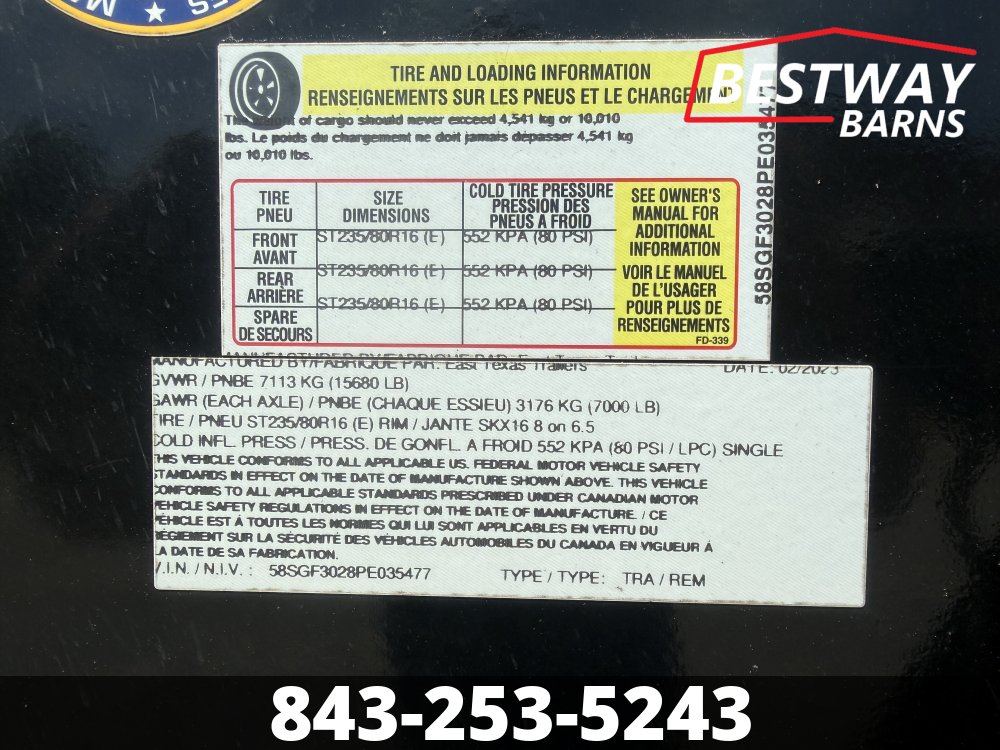 TIRE AND LOADING INFORMATION
RENSEIGNEMENTS SUR LES PNEUS ET LE CHARGEMENT
BESTWAY
BARNS
of cargo should never exceed 4,541 kg or 10,010
lbs. Le poids du chargement ne doit jamais dépasser 4,541 kg
ou 10,010 lbs.
TIRE
PNEU
SIZE
DIMENSIONS
COLD TIRE PRESSURE
PRESSION DES
PNEUS A FROID
SEE OWNER'S
MANUAL FOR
ADDITIONAL
INFORMATION
VOIR LE MANUEL
DE L'USAGER
POUR PLUS DE
RENSEIGNEMENTS
FD-339
FRONT
AVANT
ST235/80R16 (E)
552 KPA (80 PSI)
REAR
ARRIÈRE
ST235/80R16 (E)
552 KPA (80 PSI)
SPARE
DE SECOURS
ST235/80R16 (E)
552 KPA (80 PSI)
58SGF3028PE035477
MANUFACTURED BY/FABRIQUE PAR: East Texas Trailers DATE: 02/2023
GVWR / PNBE 7113 KG (15680 LB)
GAWR (EACH AXLE) / PNBE (CHAQUE ESSIEU) 3176 KG (7000 LB)
TIRE / PNEU ST235/80R16 (E) RIM / JANTE SKX16 8 on 6.5
COLD INFL. PRESS / PRESS. DE GONFL. A FROID 552 KPA (80 PSI / LPC) SINGLE
THIS VEHICLE CONFORMS TO ALL APPLICABLE US. FEDERAL MOTOR VEHICLE SAFETY
STANDARDS IN EFFECT ON THE DATE OF MANUFACTURE SHOWN ABOVE. THIS VEHICLE
CONFORMS TO ALL APPLICABLE STANDARDS PRESCRIBED UNDER CANADIAN MOTOR
VEHICLE SAFETY REGULATIONS IN EFFECT ON THE DATE OF MANUFACTURE. / CE
VEHICLE EST À TOUTES LES NORMES QUI LUI SONT APPLICABLES EN VERTU DU
RÈGIEMENT SUR LA SÉCURITÉ DES VÉHICLES AUTOMOBILES DU CANADA EN VIGUEUR À
LA DATE DE SA FABRICATION.
V.I.N. / N.I.V. : 58SGF3028PE035477 TYPE / TYPE: TRA / REM
843-253-5243